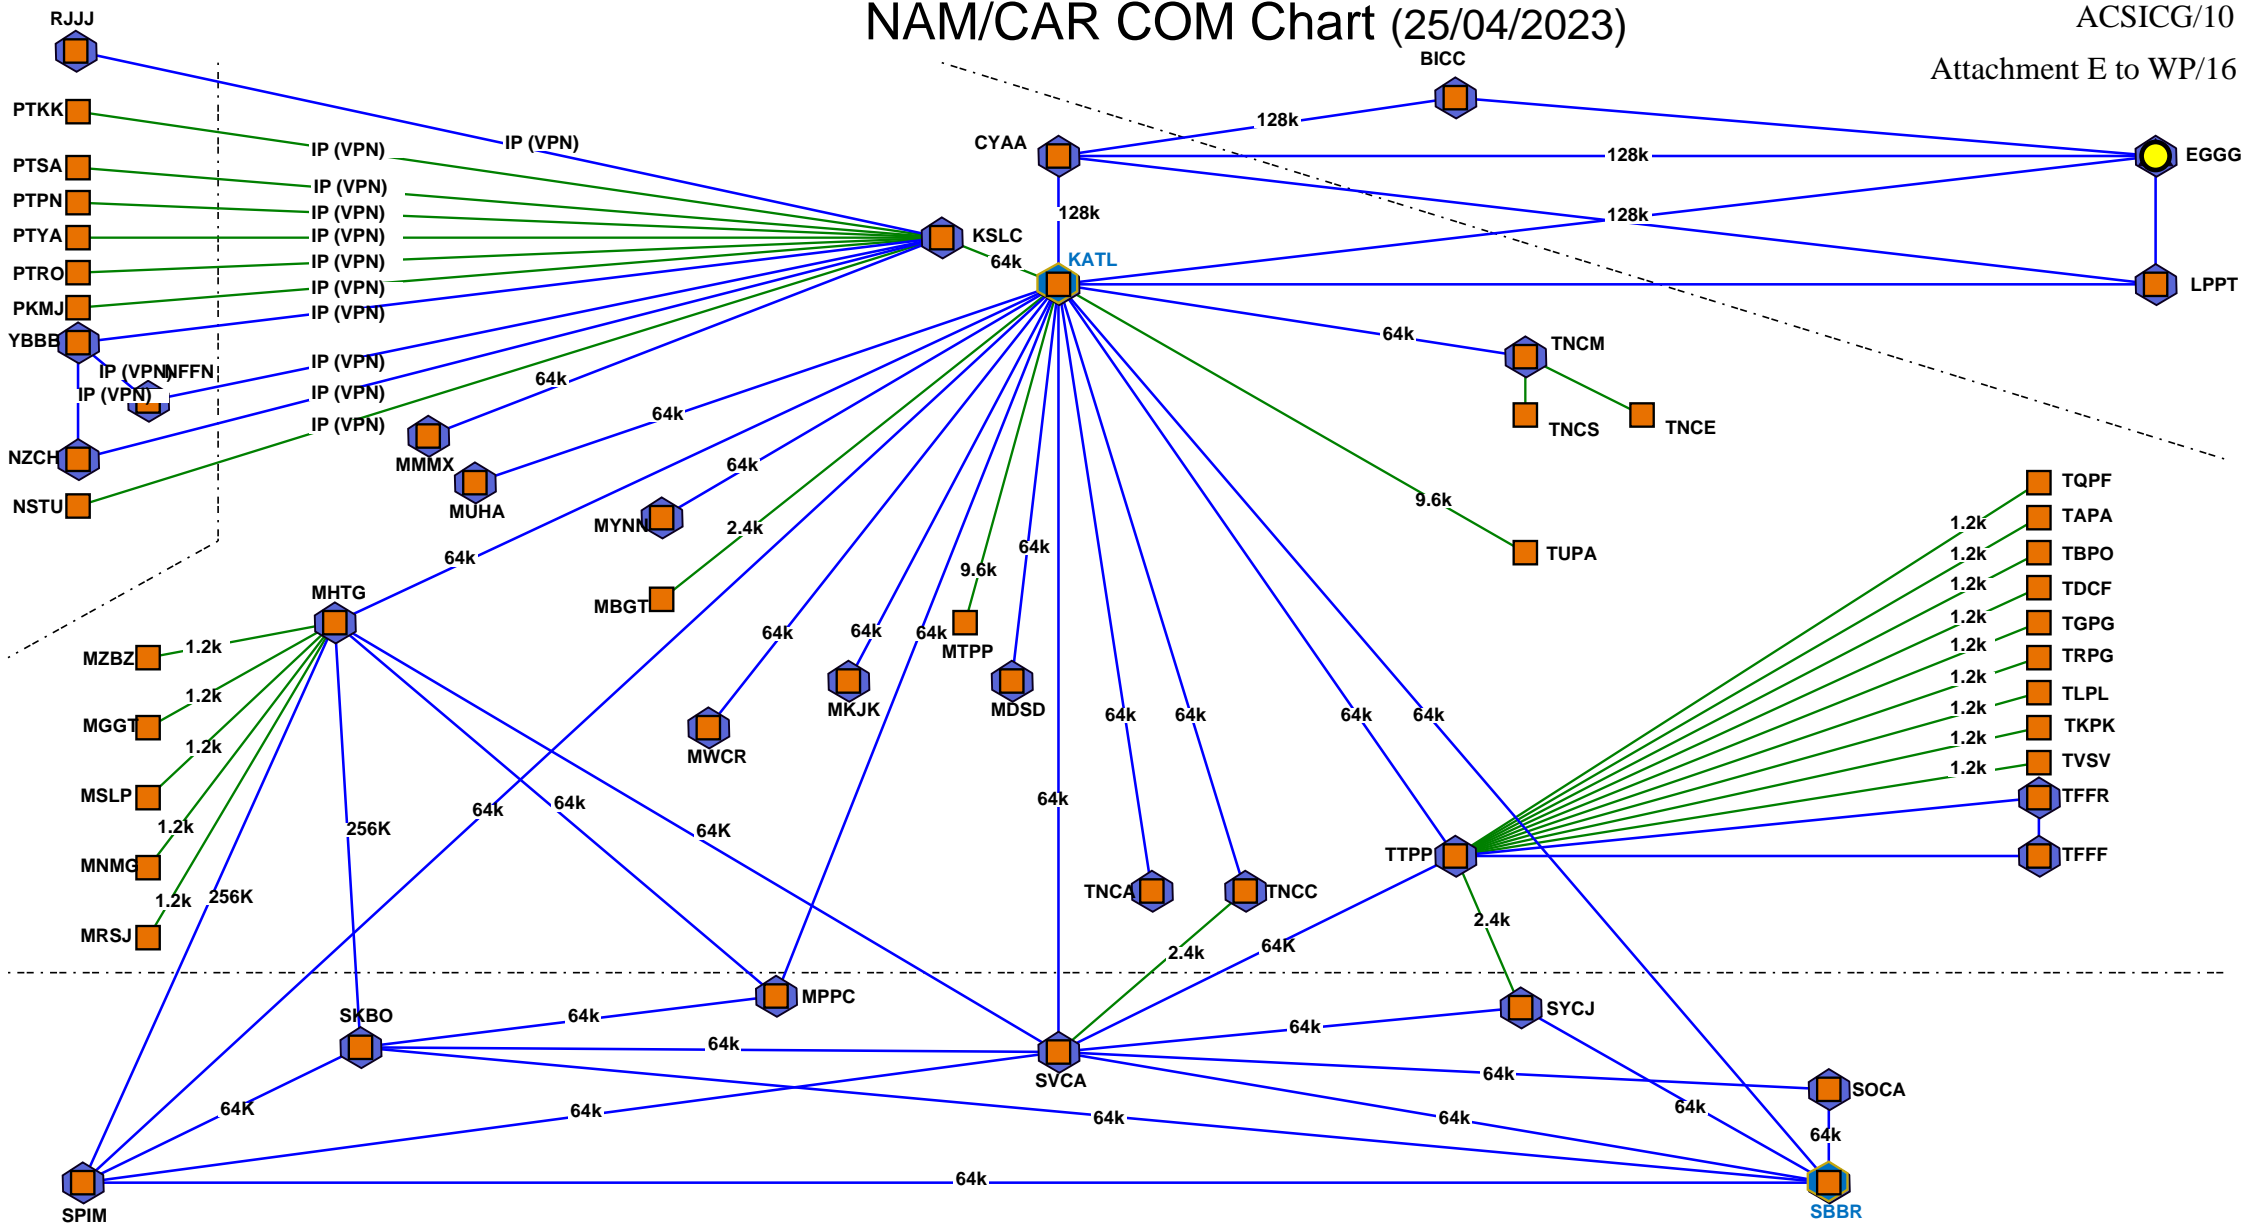 NAM/CAR COM Chart (25/04/2023)
ACSICG/10
Attachment E to WP/16
RJJJ
BICC
PTKK
IP (VPN)
IP (VPN)
CYAA
128k
128k
EGGG
PTSA
IP (VPN)
PTPN
IP (VPN)
128k
128k
PTYA
IP (VPN)
KSLC
PTRO
IP (VPN)
64k
KATL
PKMJ
IP (VPN)
LPPT
YBBB
IP (VPN)
64k
TNCM
IP (VPN)
NFFN
IP (VPN)
IP (VPN)
IP (VPN)
64k
64k
IP (VPN)
TNCS
TNCE
NZCH
MMMX
64k
NSTU
MUHA
MYNN
2.4k
9.6k
TQPF
1.2k
TAPA
64k
64k
1.2k
TBPO
TUPA
9.6k
1.2k
TDCF
MHTG
MBGT
1.2k
TGPG
1.2k
64k
64k
64k
1.2k
TRPG
MZBZ
MTPP
1.2k
1.2k
TLPL
MGGT
MKJK
MDSD
1.2k
64k
64k
64k
64k
TKPK
1.2k
MWCR
1.2k
TVSV
1.2k
MSLP
64k
64k
64k
TFFR
1.2k
256K
64K
MNMG
TTPP
TFFF
1.2k
256K
TNCA
TNCC
MRSJ
2.4k
2.4k
64K
MPPC
SKBO
64k
64k
SYCJ
64k
64k
SVCA
64k
SOCA
64K
64k
64k
64k
64k
64k
64k
SPIM
SBBR